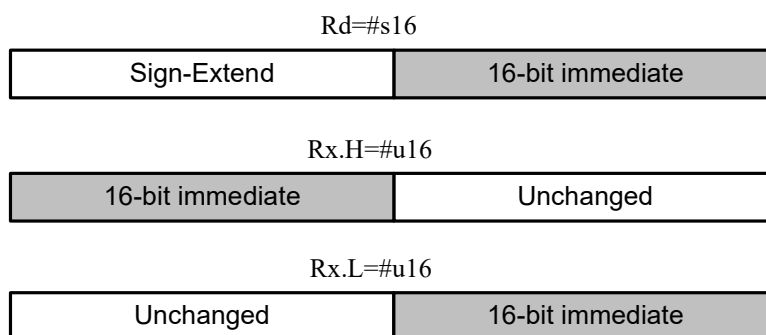 Rd=#s16
Sign-Extend 16-bit immediate
Rx.H=#u16
16-bit immediate Unchanged
Rx.L=#u16
Unchanged 16-bit immediate